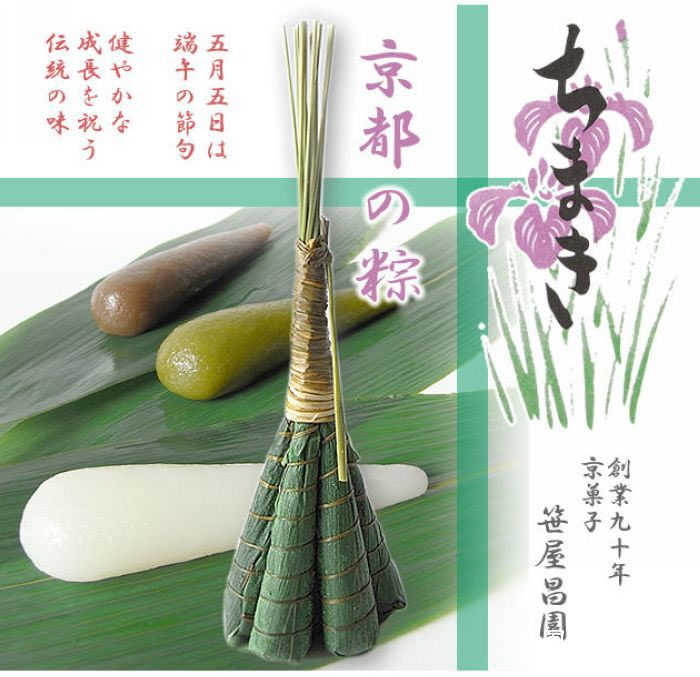 ちまき
京都の粽
五月五日は
端午の節句
健やかな
成長を祝う
伝統の味
創業九十年
京菓子
笹屋昌園